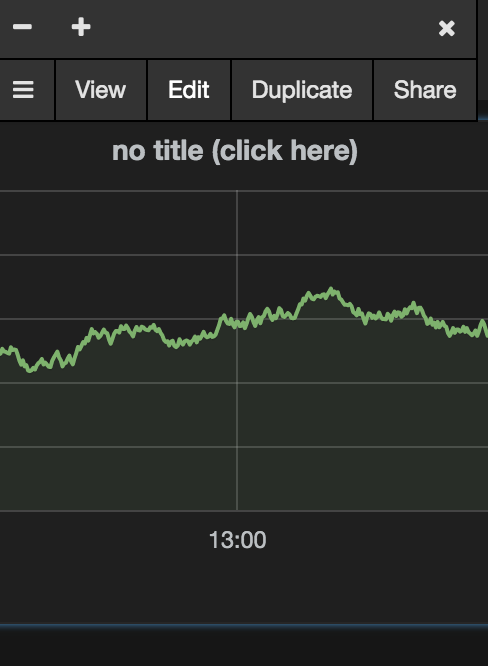 View Edit Duplicate Share
no title (click here)
13:00